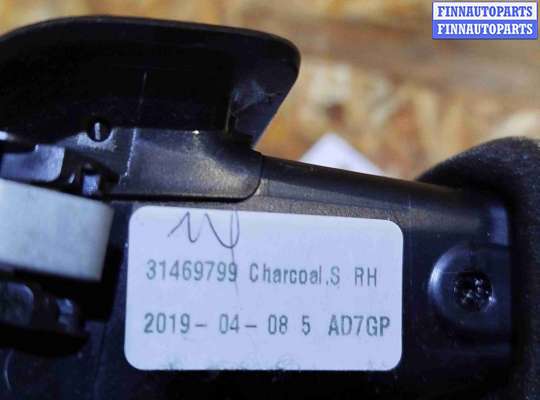 FINNAUTOPARTS
FINNAUTOPARTS
31469799 Charcoal.S RH
2019- 04- 08 5 AD7GP